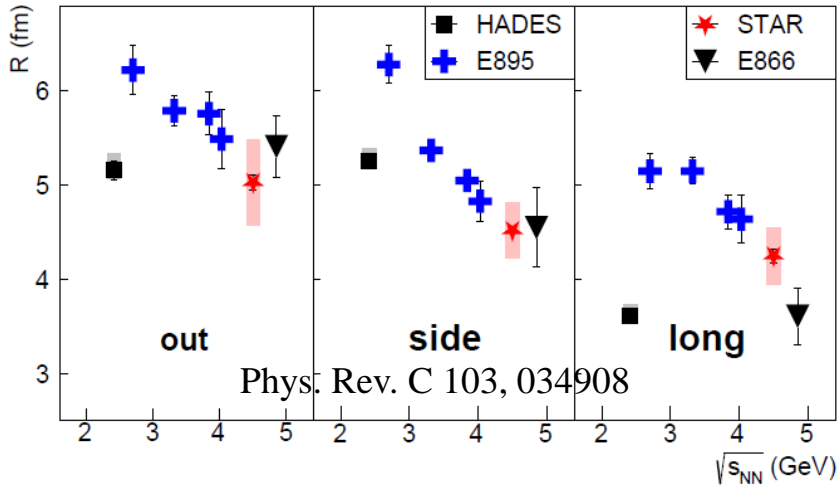 R (fm)
HADES
E895
STAR
E866
6
5
4
3
out
side
long
Phys. Rev. C 103, 034908
2 3 4 5 2 3 4 5 2 3 4 5
√sNN (GeV)